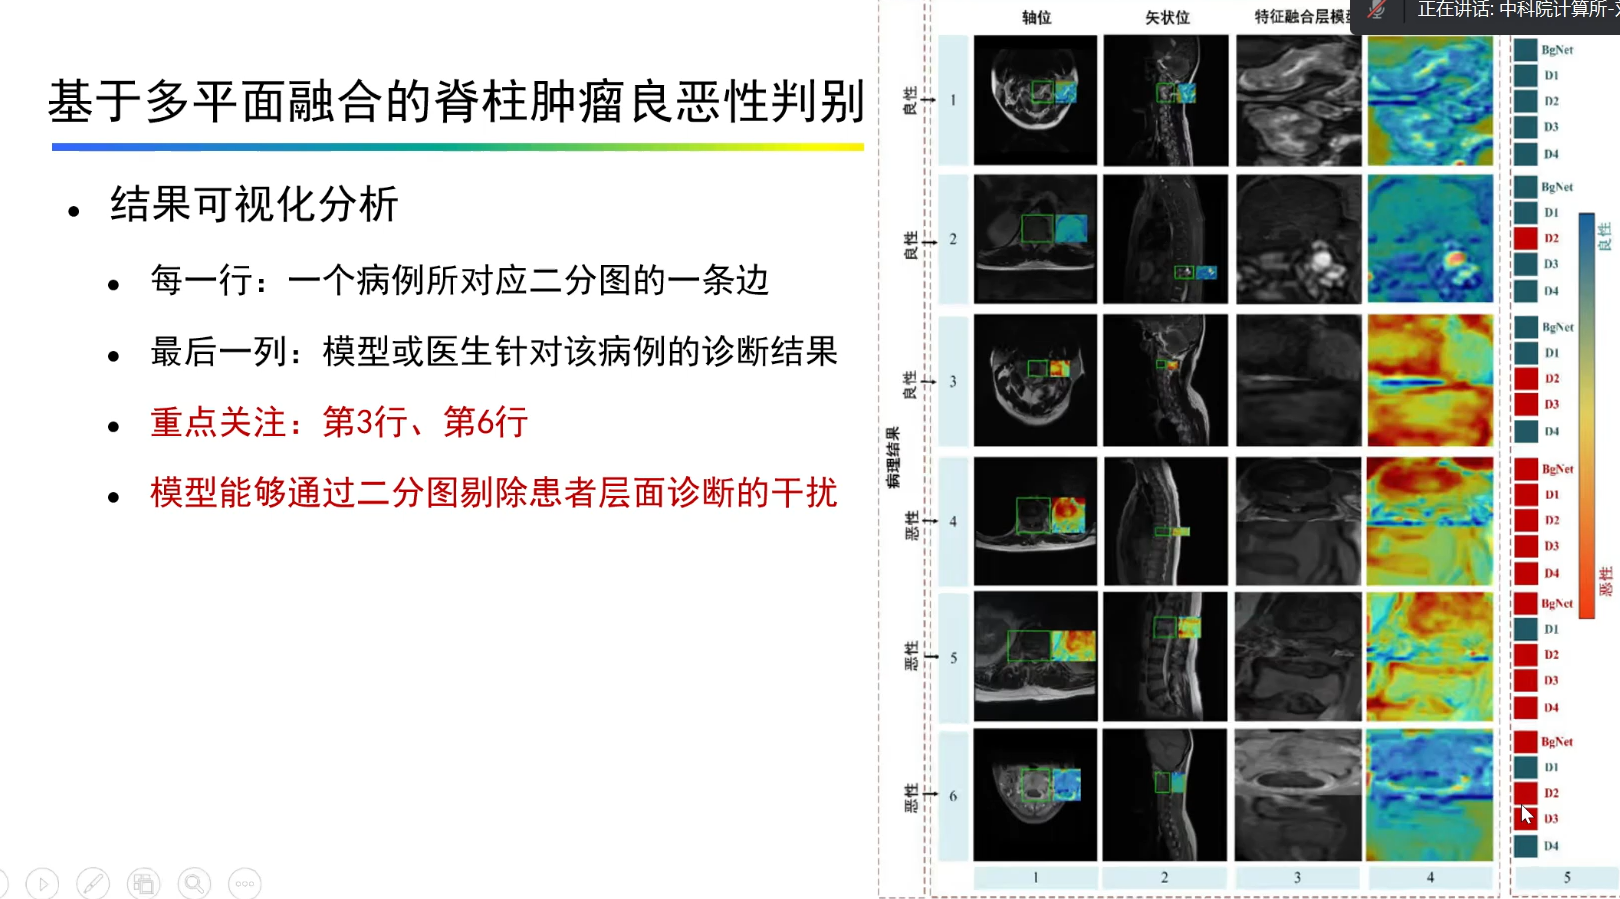 正在讲话: 中科院计算所-
基于多平面融合的脊柱肿瘤良恶性判别
结果可视化分析
每一行：一个病例所对应二分图的一条边
最后一列：模型或医生针对该病例的诊断结果
重点关注：第3行、第6行
模型能够通过二分图剔除患者层面诊断的干扰
轴位 矢状位 特征融合层模
病理结果
良性 1
BgNet
D1
D2
D3
D4
良性 2
BgNet
D1
D2
D3
D4
良性
良性 3
BgNet
D1
D2
D3
D4
恶性 4
BgNet
D1
D2
D3
D4
恶性
恶性 5
BgNet
D1
D2
D3
D4
恶性 6
BgNet
D1
D2
D3
D4
1 2 3 4 5